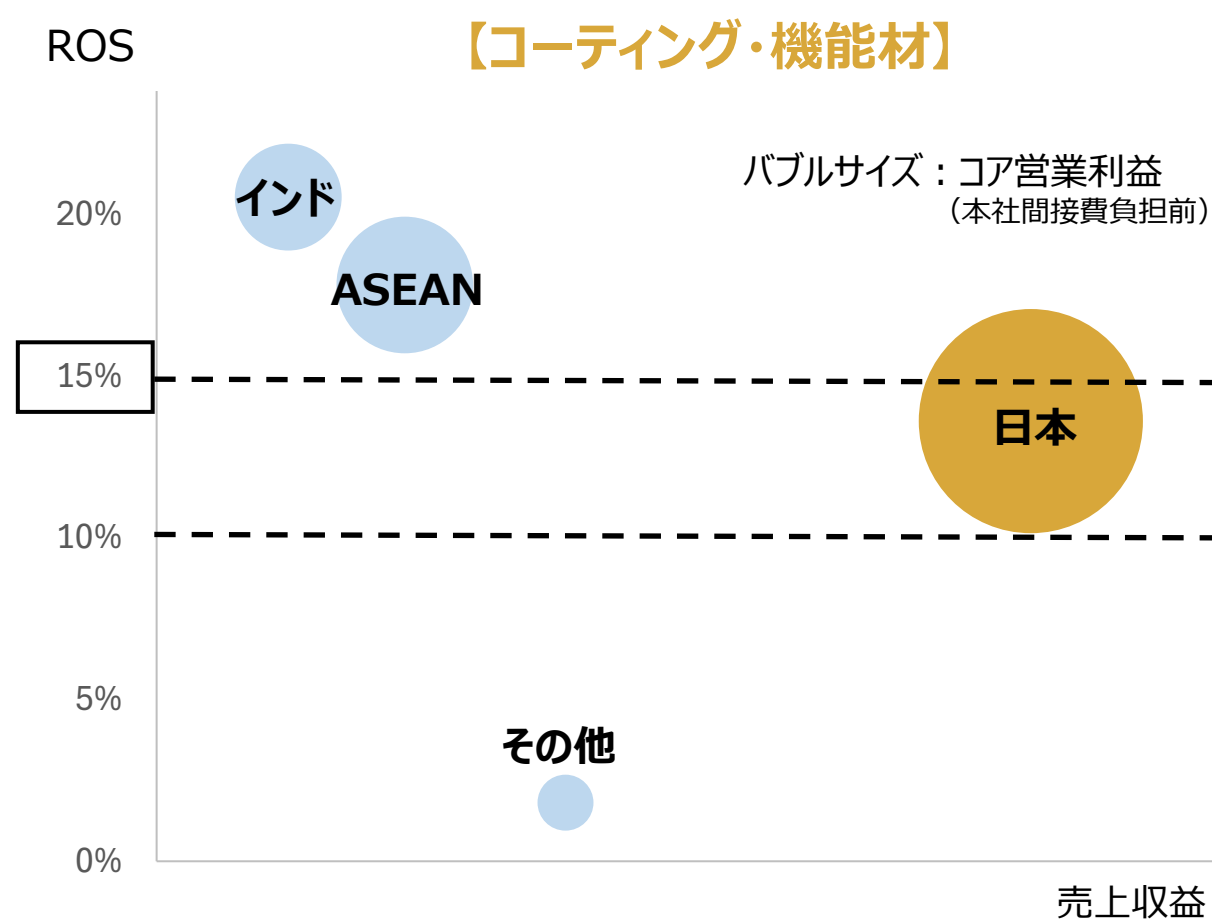 ROS
【コーティング・機能材】
バブルサイズ：コア営業利益
（本社間接費負担前）
インド
20%
ASEAN
15%
日本
10%
5%
その他
0%
売上収益